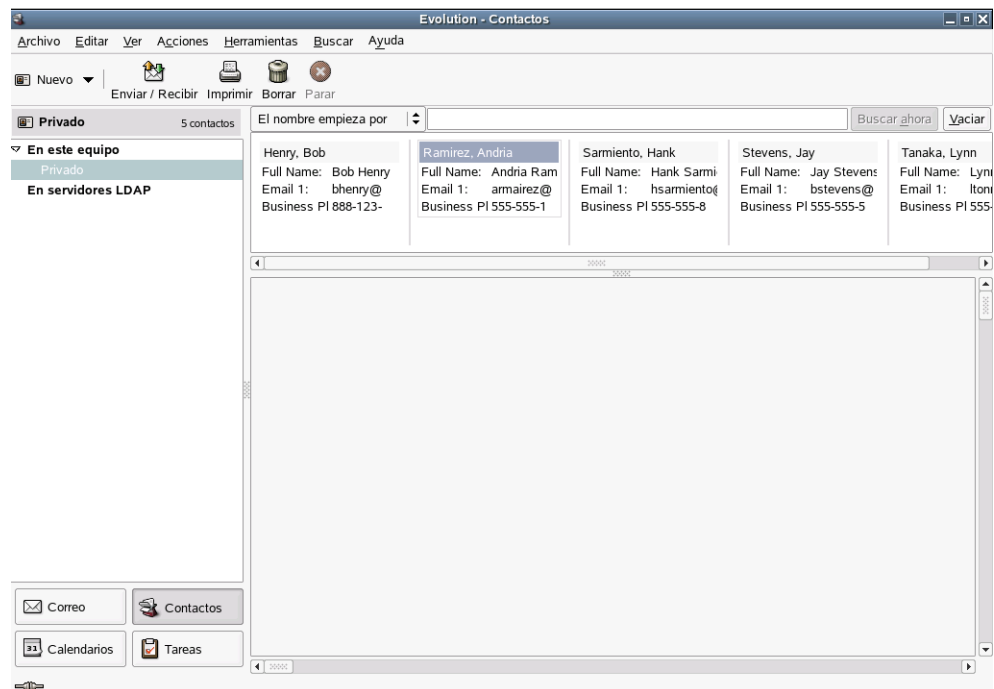 Evolution - Contactos
Archivo Editar Ver Acciones Herramientas Buscar Ayuda
Nuevo Enviar / Recibir Imprimir Borrar Parar
Privado 5 contactos
El nombre empieza por Buscar ahora Vaciar
En este equipo
Privado
En servidores LDAP
Henry, Bob
Full Name: Bob Henry
Email 1: bhenry@
Business Pl 888-123-
Ramirez, Andria
Full Name: Andria Ram
Email 1: armairez@
Business Pl 555-555-1
Sarmiento, Hank
Full Name: Hank Sarmi
Email 1: hsarmiento@
Business Pl 555-555-8
Stevens, Jay
Full Name: Jay Stevens
Email 1: bstevens@
Business Pl 555-555-5
Tanaka, Lynn
Full Name: Lyn
Email 1:
Business Pl 555-
Correo
Contactos
31 Calendarios
Tareas